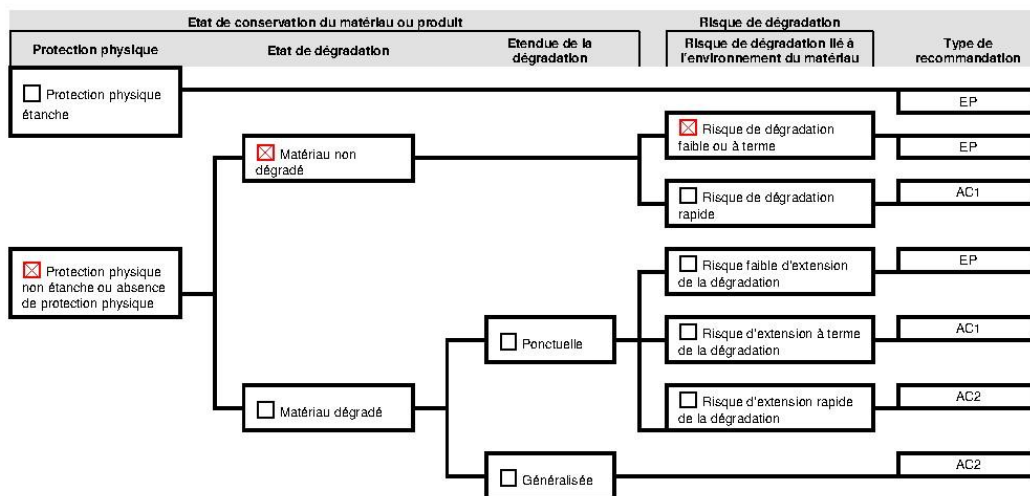 Etat de conservation du matériau ou produit
Risque de dégradation
Protection physique
Etat de dégradation
Etendue de la
dégradation
Risque de dégradation lié à
l'environnement du matériau
Type de
recommandation
Protection physique
étanche
EP
Matériau non
dégradé
Risque de dégradation
faible ou à terme
EP
Risque de dégradation
rapide
AC1
Protection physique
non étanche ou absence
de protection physique
Risque faible d'extension
de la dégradation
EP
Ponctuelle
Risque d'extension à terme
de la dégradation
AC1
Matériau dégradé
Risque d'extension rapide
de la dégradation
AC2
Généralisée
AC2